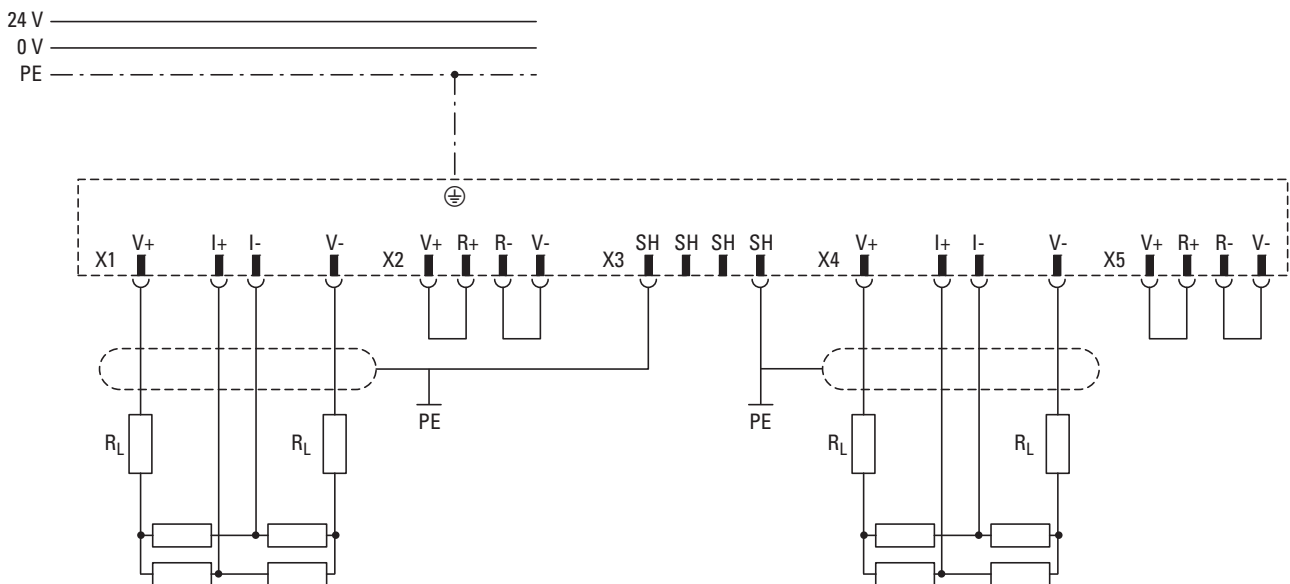 24 V
0 V
PE
X1 V+ I+ I- V- X2 V+ R+ R- V- X3 SH SH SH SH X4 V+ I+ I- V- X5 V+ R+ R- V-
PE PE
RL RL RL RL